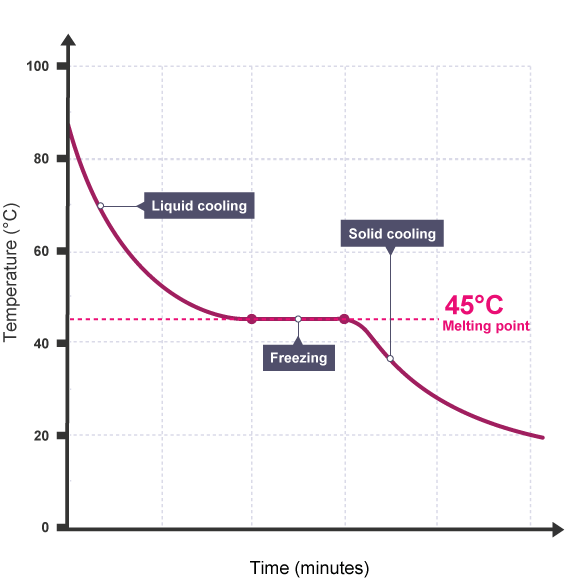 100
80
60
40
20
0
Temperature (°C)
Liquid cooling
Solid cooling
45°C
Melting point
Freezing
Time (minutes)